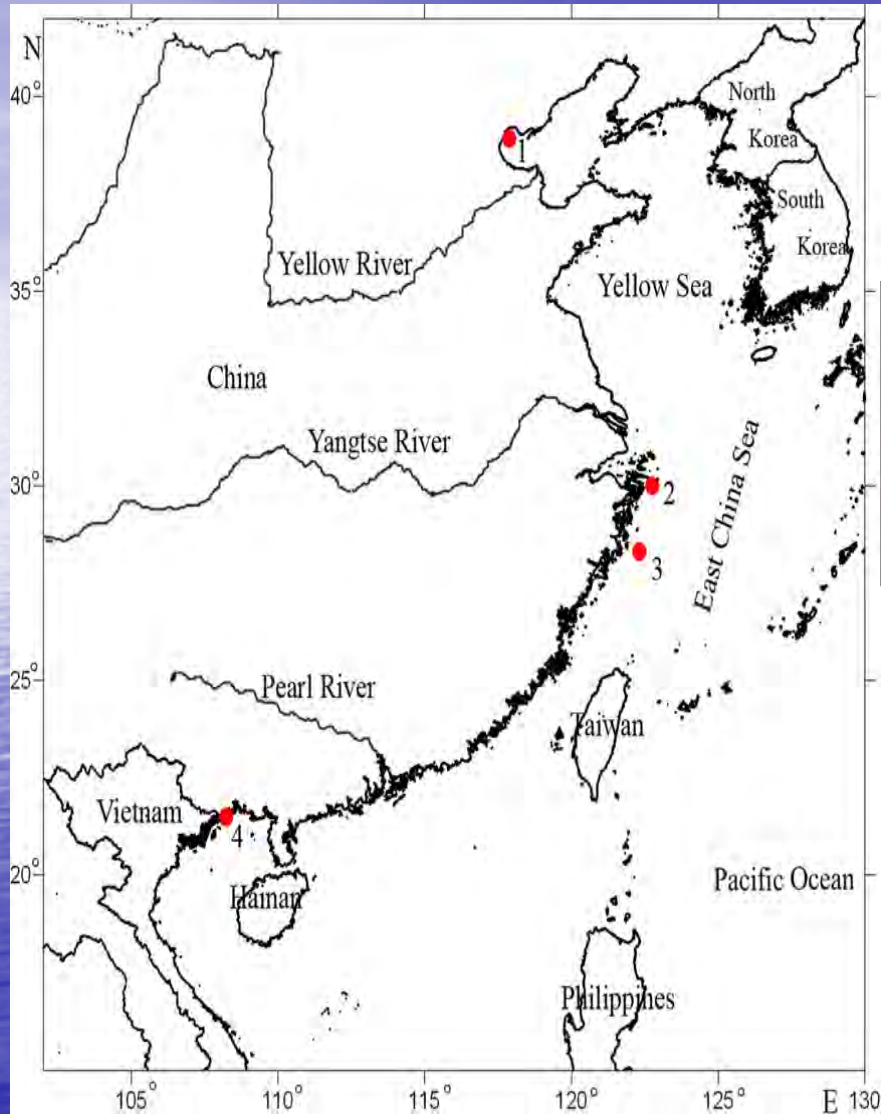 N
40°
North
Korea
1
South
Korea
Yellow River
Yellow Sea
35°
China
Yangtse River
30°
2
East China Sea
3
25°
Pearl River
Taiwan
Vietnam
4
20°
Hainan
Pacific Ocean
Philippines
105° 110° 115° 120° 125° E 130